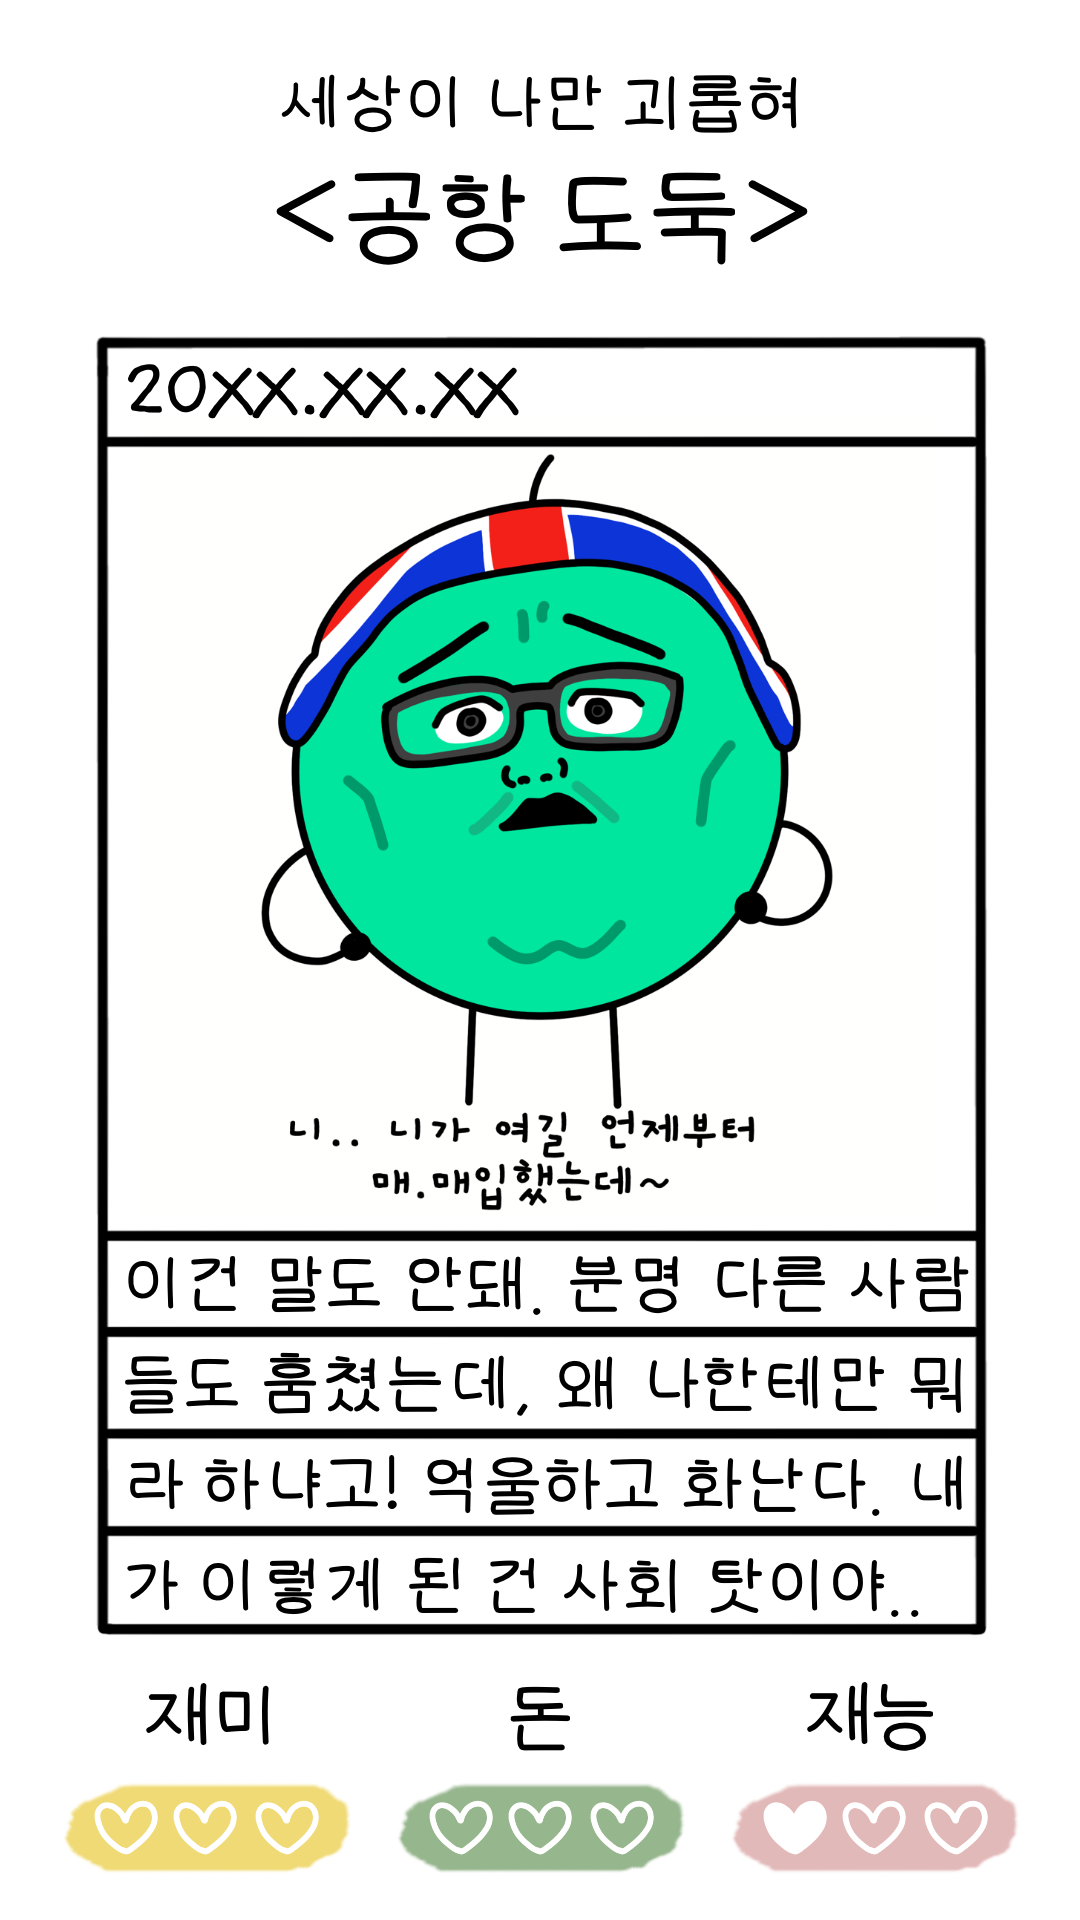 세상이 나만 괴롭혀
<공항 도둑>
20XX.XX.XX
니.. 니가 여길 언제부터
매.매입했는데~
이건 말도 안돼. 분명 다른 사람
들도 훔쳤는데, 왜 나한테만 뭐
라 하냐고! 억울하고 화난다. 내
가 이렇게 된 건 사회 탓이야..
재미 돈 재능